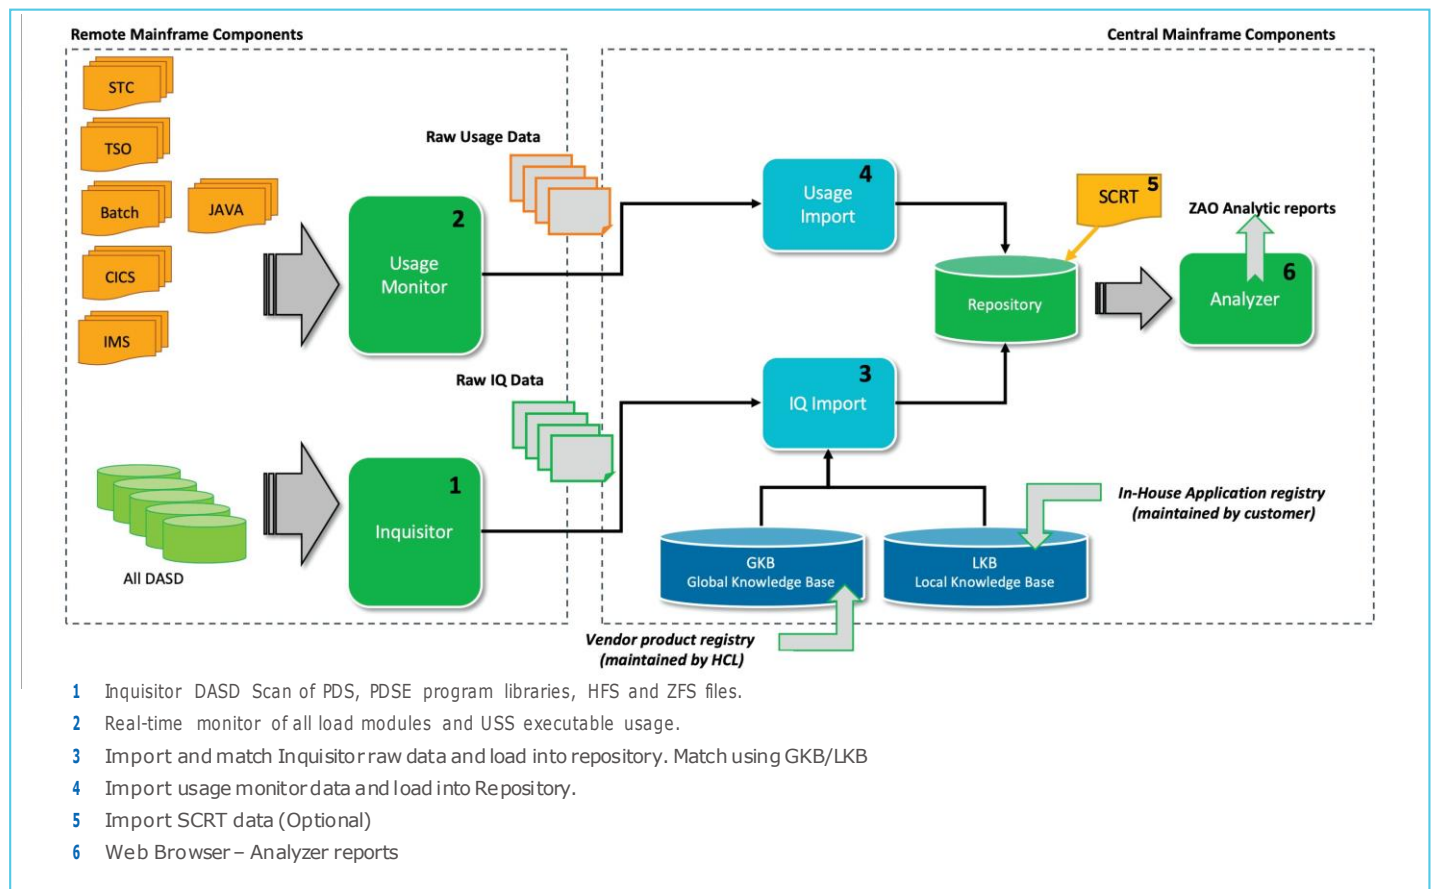 Remote Mainframe Components
Central Mainframe Components
STC
TSO
Batch
JAVA
CICS
IMS
2
Usage
Monitor
Raw Usage Data
4
Usage
Import
SCRT 5
ZAO Analytic reports
Repository
6
Analyzer
Raw IQ Data
3
IQ Import
All DASD
1
Inquisitor
GKB
Global Knowledge Base
LKB
Local Knowledge Base
In-House Application registry
(maintained by customer)
Vendor product registry
(maintained by HCL)
1 Inquisitor DASD Scan of PDS, PDSE program libraries, HFS and ZFS files.
2 Real-time monitor of all load modules and USS executable usage.
3 Import and match Inquisitor raw data and load into repository. Match using GKB/LKB
4 Import usage monitor data and load into Repository.
5 Import SCRT data (Optional)
6 Web Browser – Analyzer reports